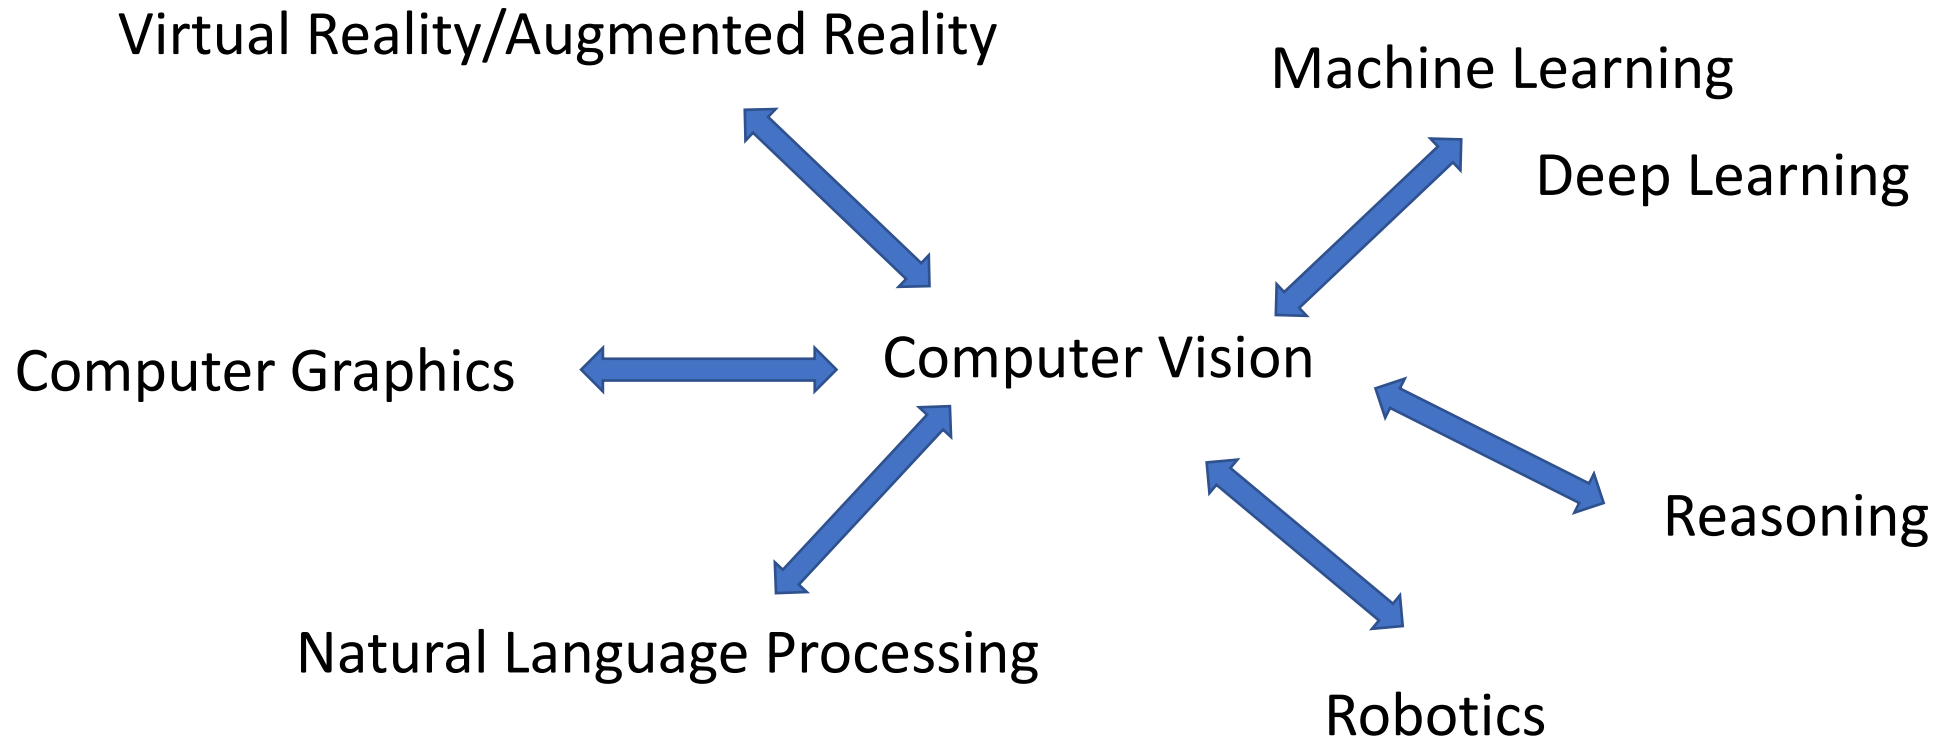 Virtual Reality/Augmented Reality
Machine Learning
Deep Learning
Computer Graphics
Computer Vision
Reasoning
Natural Language Processing
Robotics